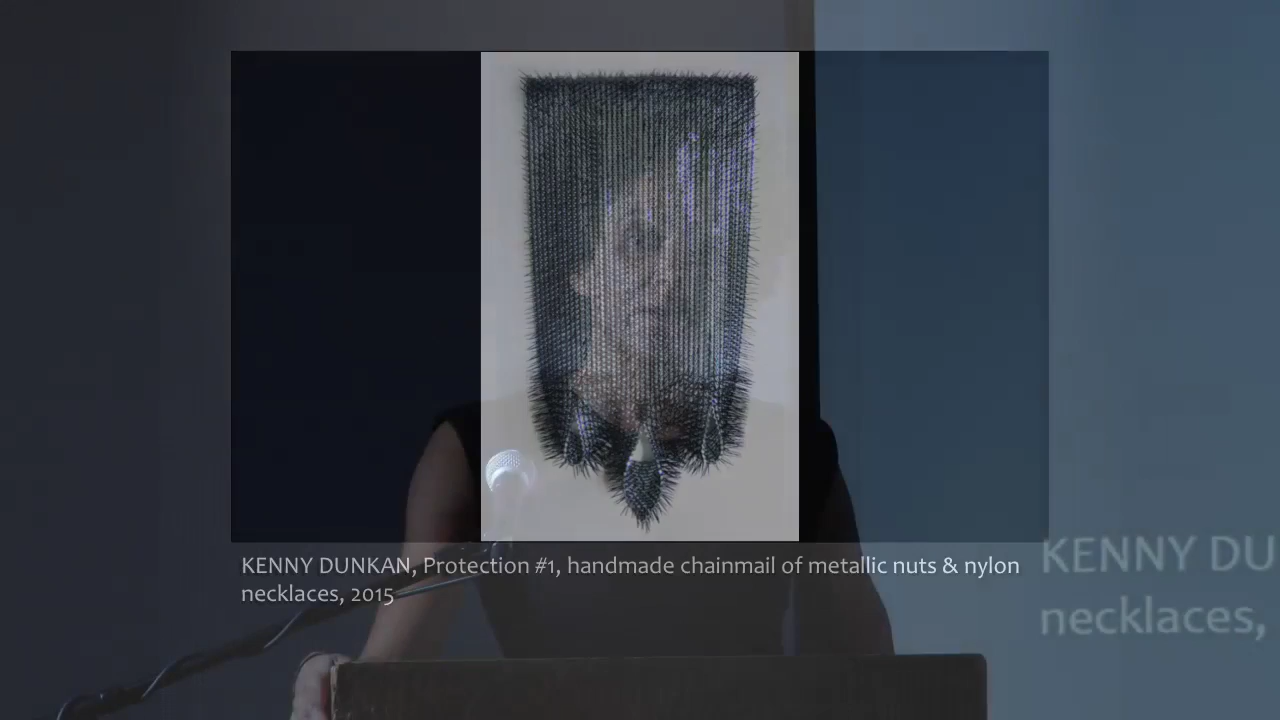 KENNY DUNKAN, Protection #1, handmade chainmail of metallic nuts & nylon
necklaces, 2015
KENNY DU
necklaces,